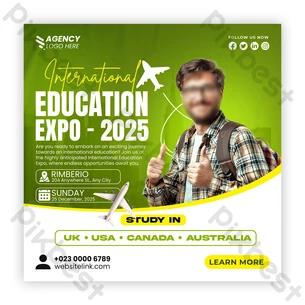 AGENCY
LOGO HERE
FOLLOW US NOW
International
EDUCATION
EXPO - 2025
Are you ready to embark on an exciting journey
towards an international education? Join us at
the highly anticipated International Education
Expo, where endless opportunities await you.
RIMBERIO
204 Anywhere St., Any City
SUNDAY
25 December, 2025
STUDY IN
UK • USA • CANADA • AUSTRALIA
+023 0000 6789
websitelink.com
LEARN MORE